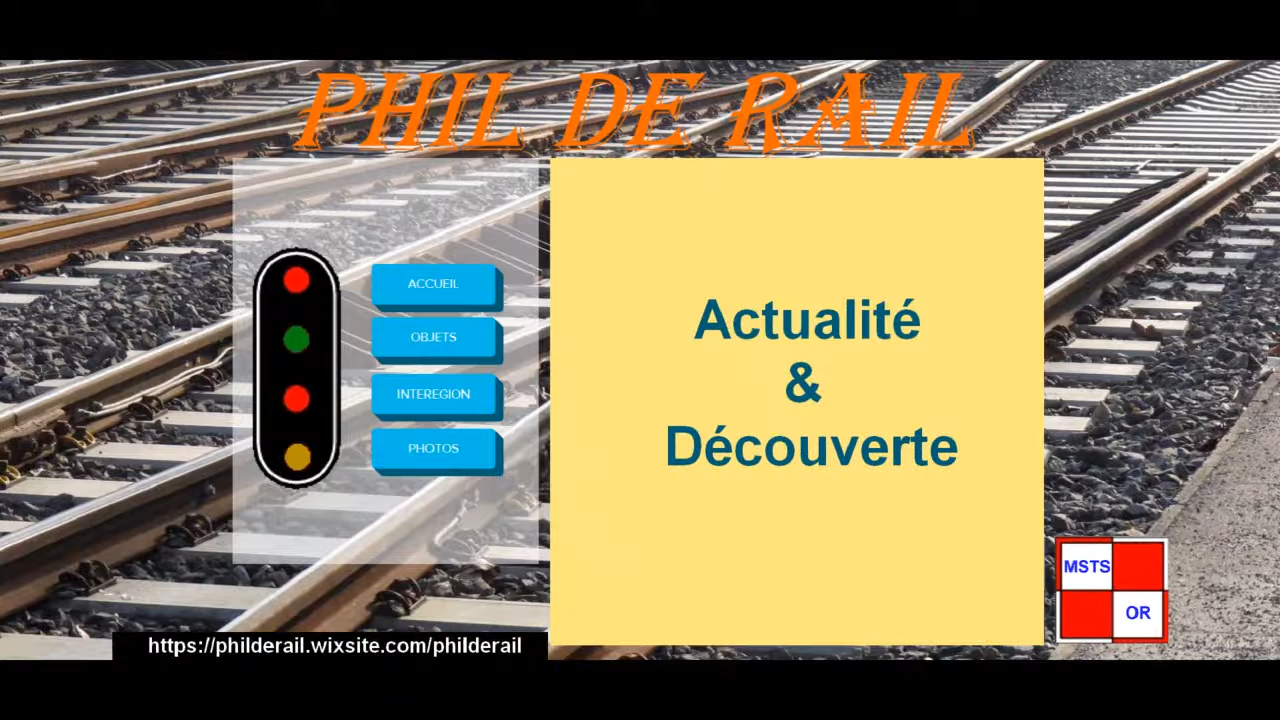 PHIL DE RAIL
ACCUEIL
OBJETS
INTEREGION
PHOTOS
Actualité
&
Découverte
MSTS
OR
https://philderail.wixsite.com/philderail